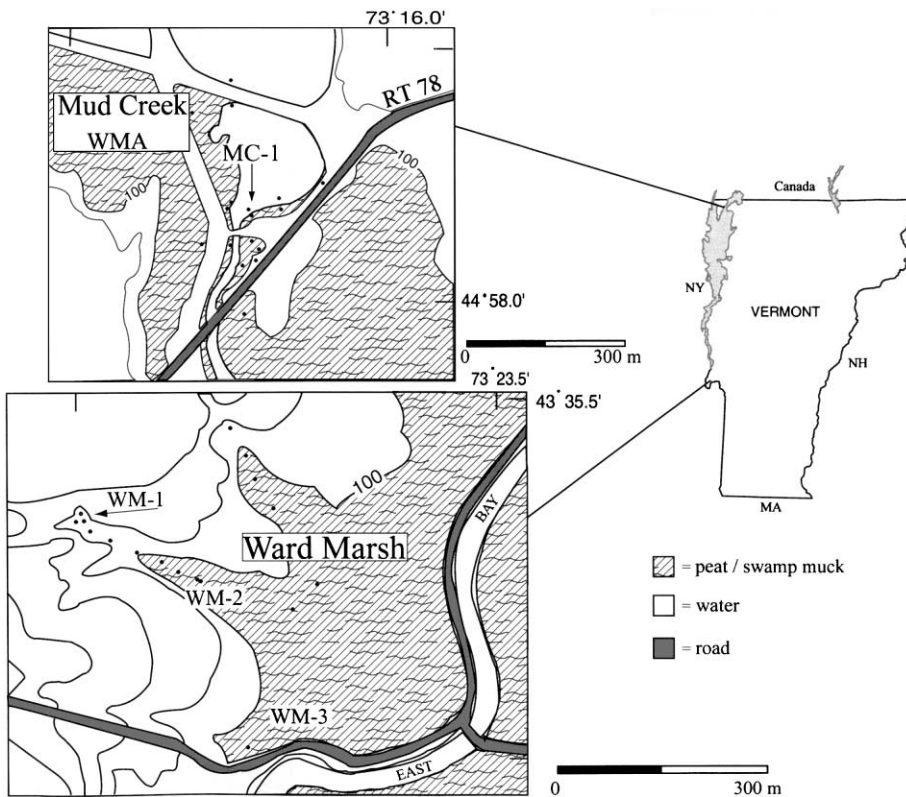 73° 16.0'
Mud Creek
WMA
RT 78
MC-1
100
100
44° 58.0'
0 300 m
Canada
NY
VERMONT
NH
MA
73° 23.5'
43° 35.5'
WM-1
100
BAY
Ward Marsh
WM-2
WM-3
EAST
= peat / swamp muck
= water
= road
0 300 m